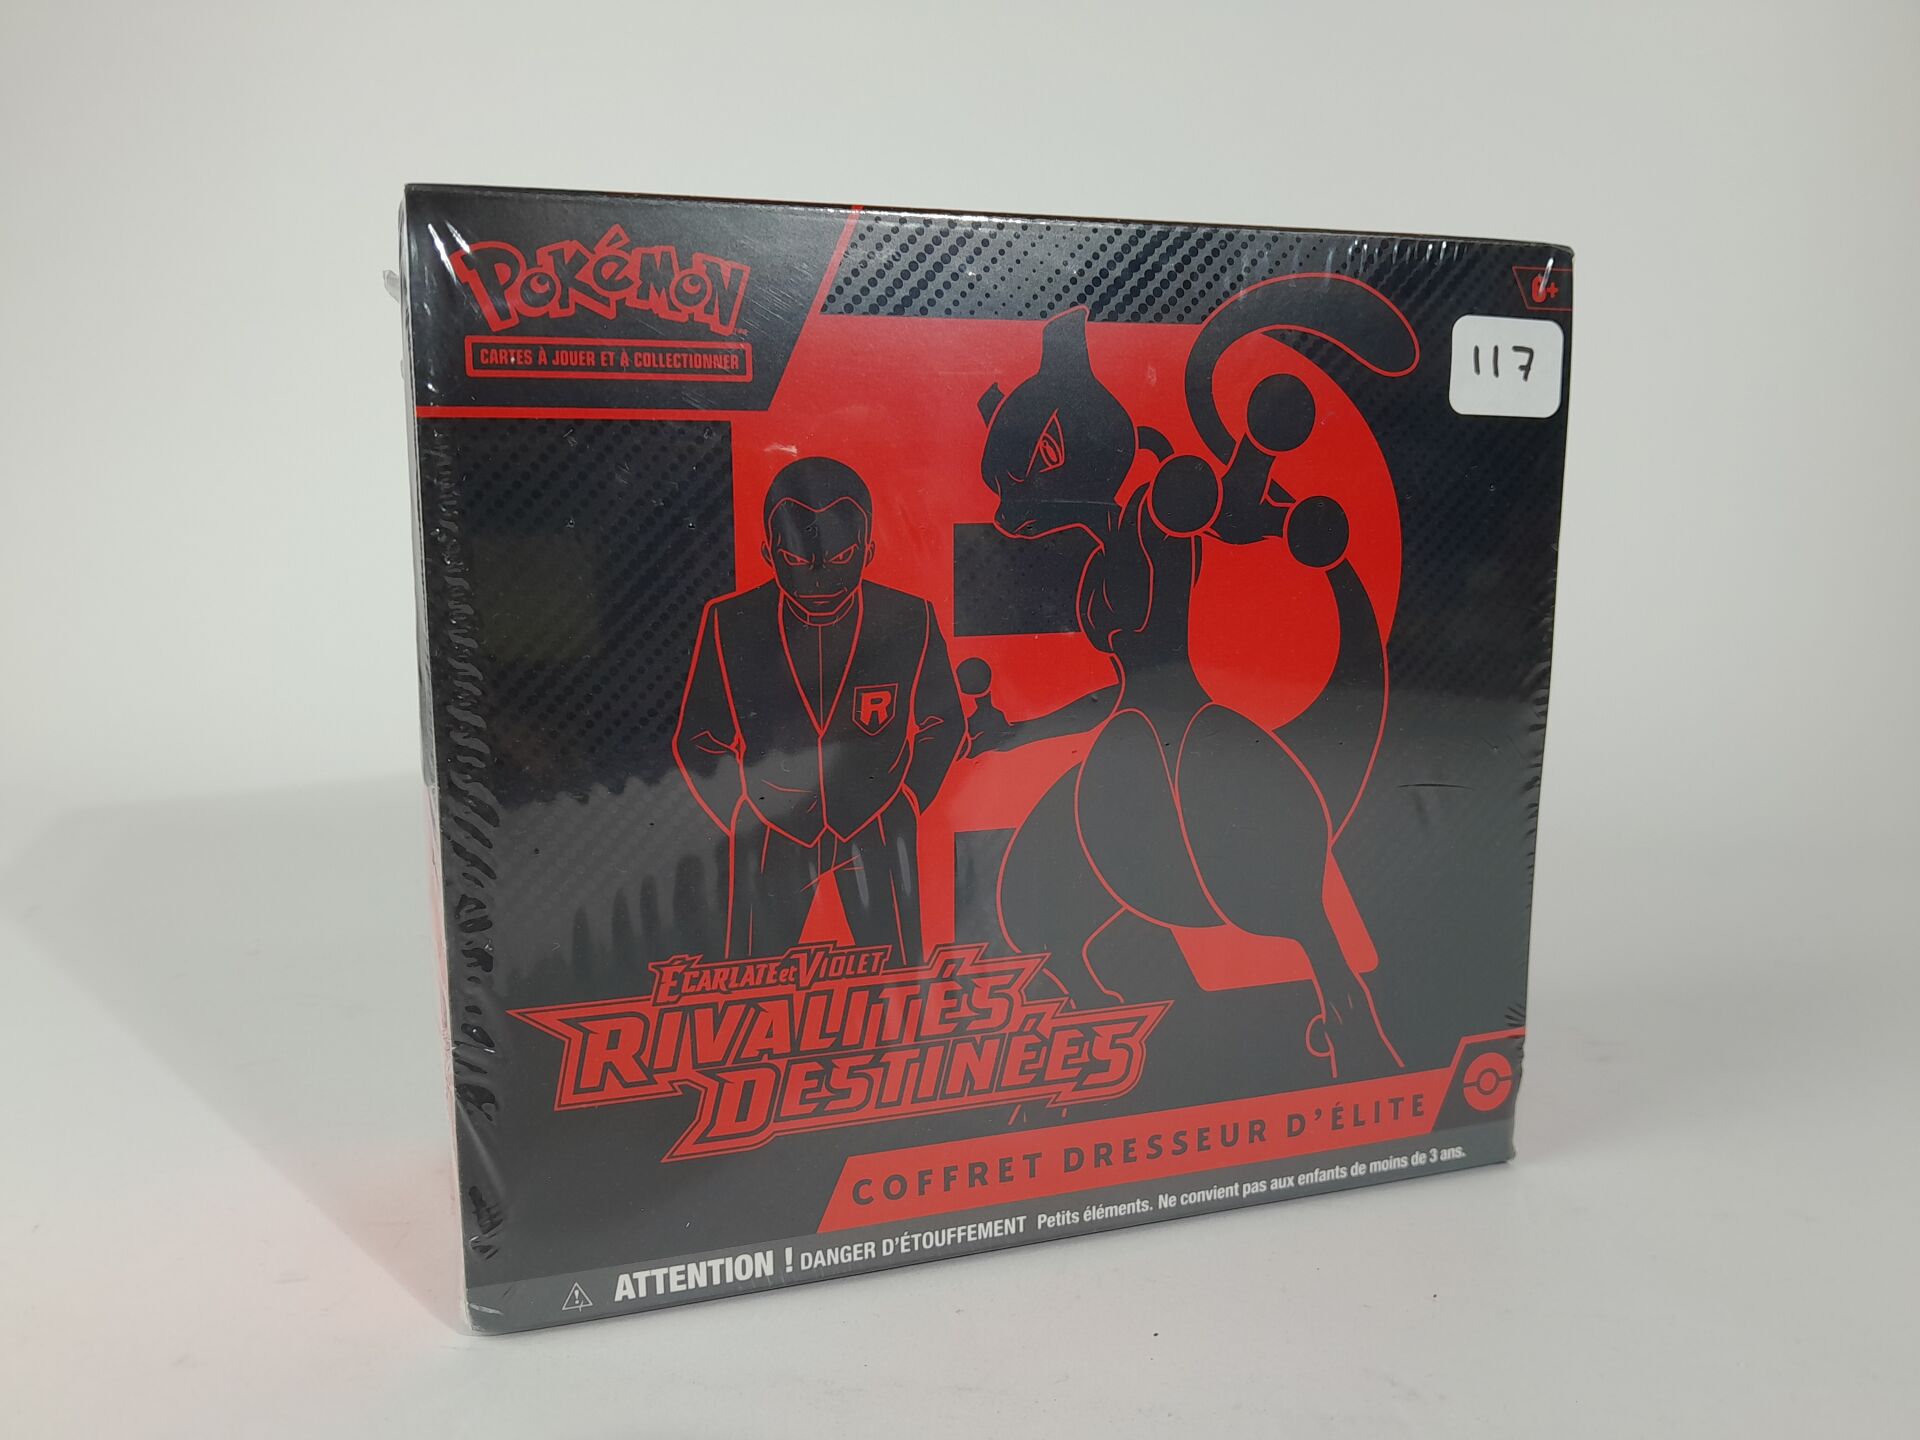 POKÉMON
CARTES À JOUER ET À COLLECTIONNER
6+
117
R
ÉCARLATE et VIOLET
RIVALITÉS
DESTINÉES
COFFRET DRESSEUR D'ÉLITE
ATTENTION ! DANGER D'ÉTOUFFEMENT Petits éléments. Ne convient pas aux enfants de moins de 3 ans.